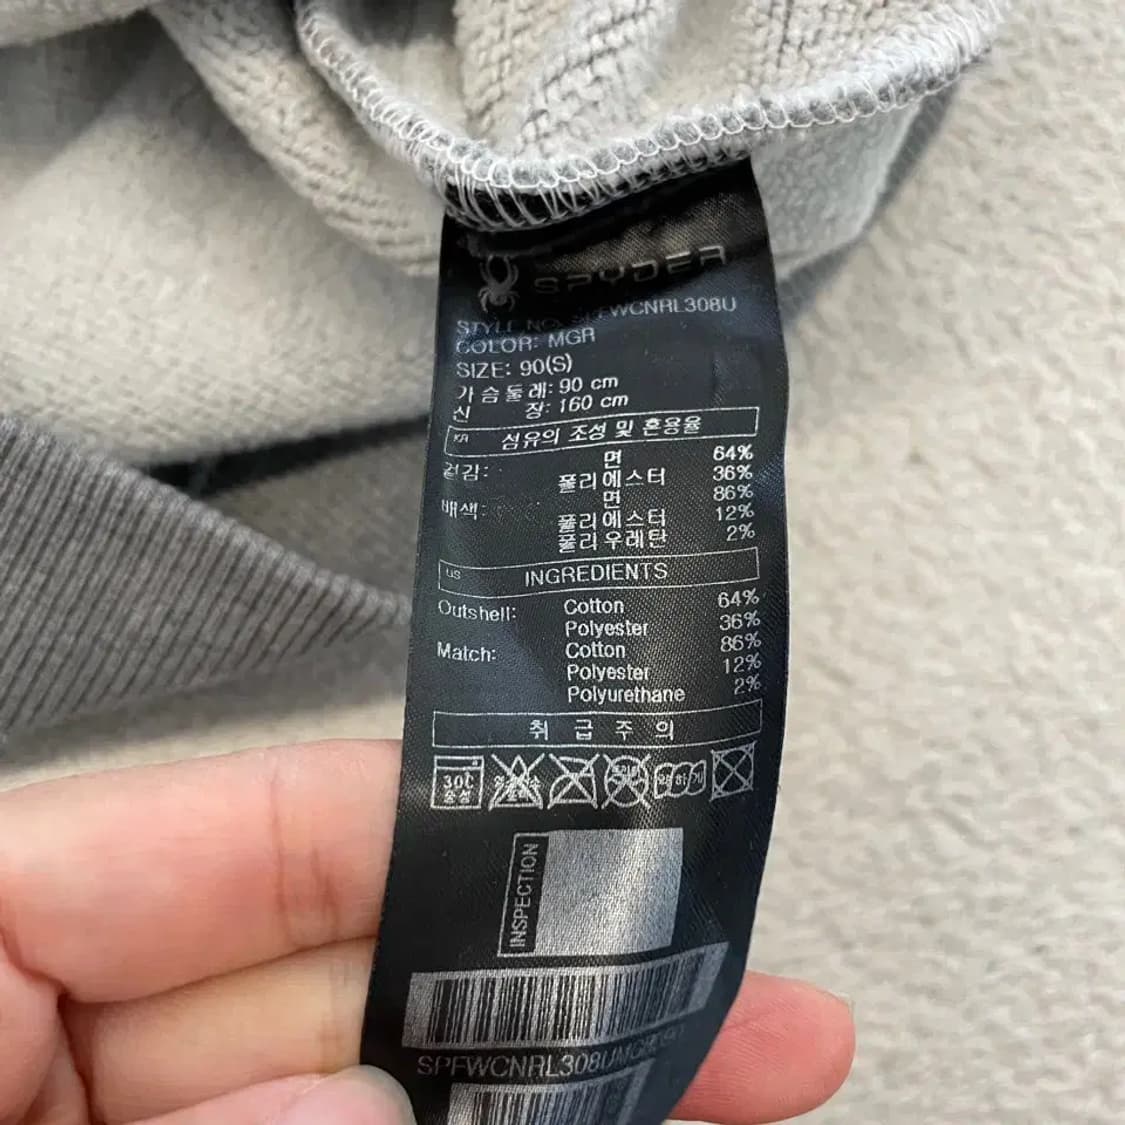 SPYDER
STYLE NO: SPFWCNRL308U
COLOR: MGR
SIZE: 90(S)
가슴둘레: 90 cm
신 장: 160 cm
KR 섬유의 조성 및 혼용율
겉감: 면 64%
폴리에스터 36%
배색: 면 86%
폴리에스터 12%
폴리우레탄 2%
US INGREDIENTS
Outshell: Cotton 64%
Polyester 36%
Match: Cotton 86%
Polyester 12%
Polyurethane 2%
취급주의
30C 중성 약하게
INSPECTION
SPFWCNRL308UMGR